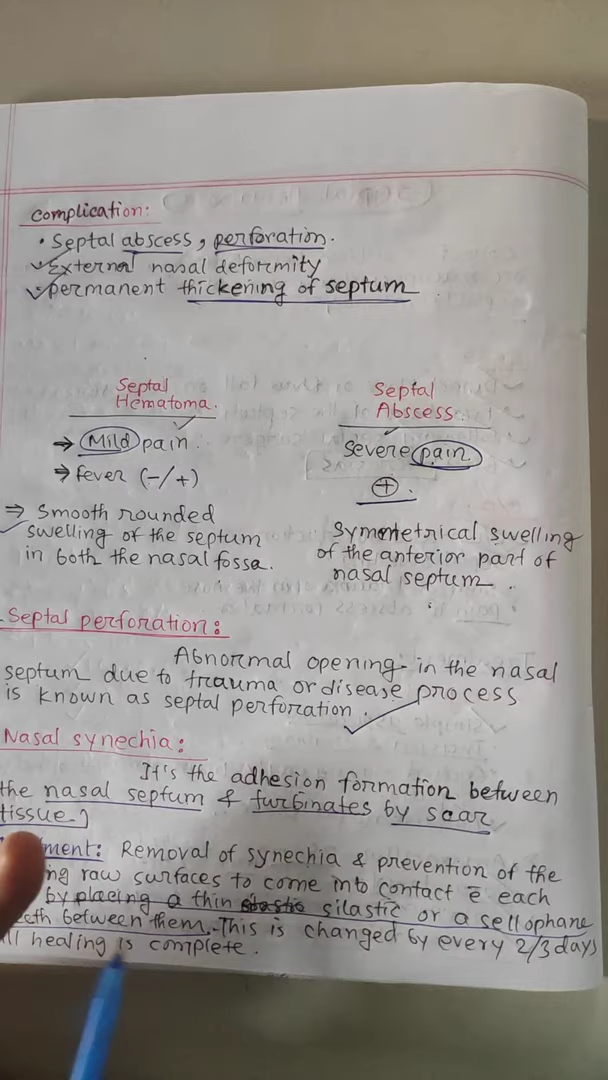 Complication:
• Septal abscess, perforation.
External nasal deformity
permanent thickening of septum
Septal
Hematoma.
→ Mild pain.
→ fever (-/+)
⇒ Smooth rounded
swelling of the septum
in both the nasal fossa.
Septal
Abscess.
Severe pain.
+.
Symmetrical swelling
of the anterior part of
nasal septum.
Septal perforation:
Abnormal opening in the nasal
septum due to trauma or disease process
is known as septal perforation.
Nasal synechia:
It's the adhesion formation between
the nasal septum & turbinates by scar
tissue
ment: Removal of synechia & prevention of the
ng raw surfaces to come into contact c̄ each
by placing a thin silastic or a sellophane
between them. This is changed by every 2/3 days
healing is complete.